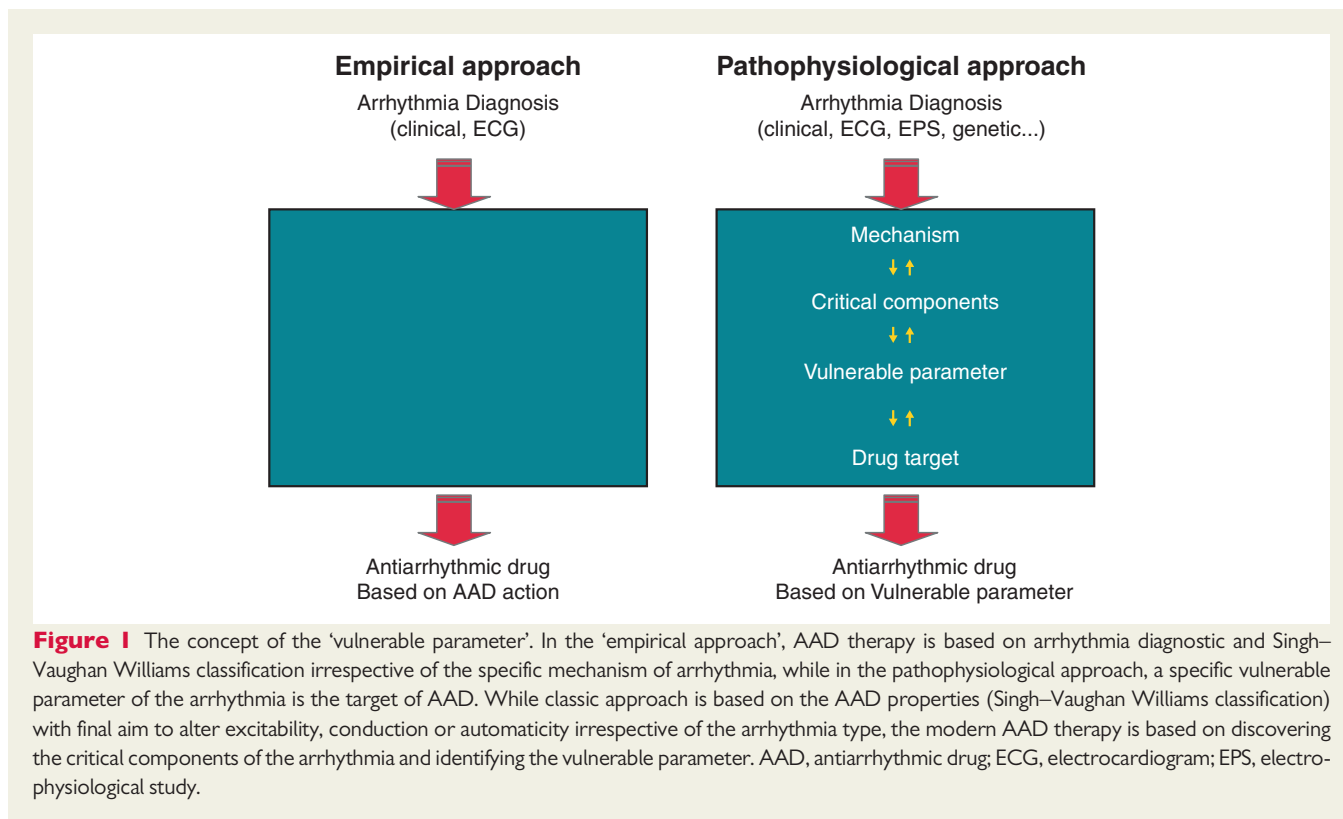 Empirical approach
Arrhythmia Diagnosis
(clinical, ECG)
Antiarrhythmic drug
Based on AAD action
Pathophysiological approach
Arrhythmia Diagnosis
(clinical, ECG, EPS, genetic...)
Mechanism
Critical components
Vulnerable parameter
Drug target
Antiarrhythmic drug
Based on Vulnerable parameter
Figure 1 The concept of the ‘vulnerable parameter’. In the ‘empirical approach’, AAD therapy is based on arrhythmia diagnostic and Singh–
Vaughan Williams classification irrespective of the specific mechanism of arrhythmia, while in the pathophysiological approach, a specific vulnerable
parameter of the arrhythmia is the target of AAD. While classic approach is based on the AAD properties (Singh–Vaughan Williams classification)
with final aim to alter excitability, conduction or automaticity irrespective of the arrhythmia type, the modern AAD therapy is based on discovering
the critical components of the arrhythmia and identifying the vulnerable parameter. AAD, antiarrhythmic drug; ECG, electrocardiogram; EPS, electro-
physiological study.